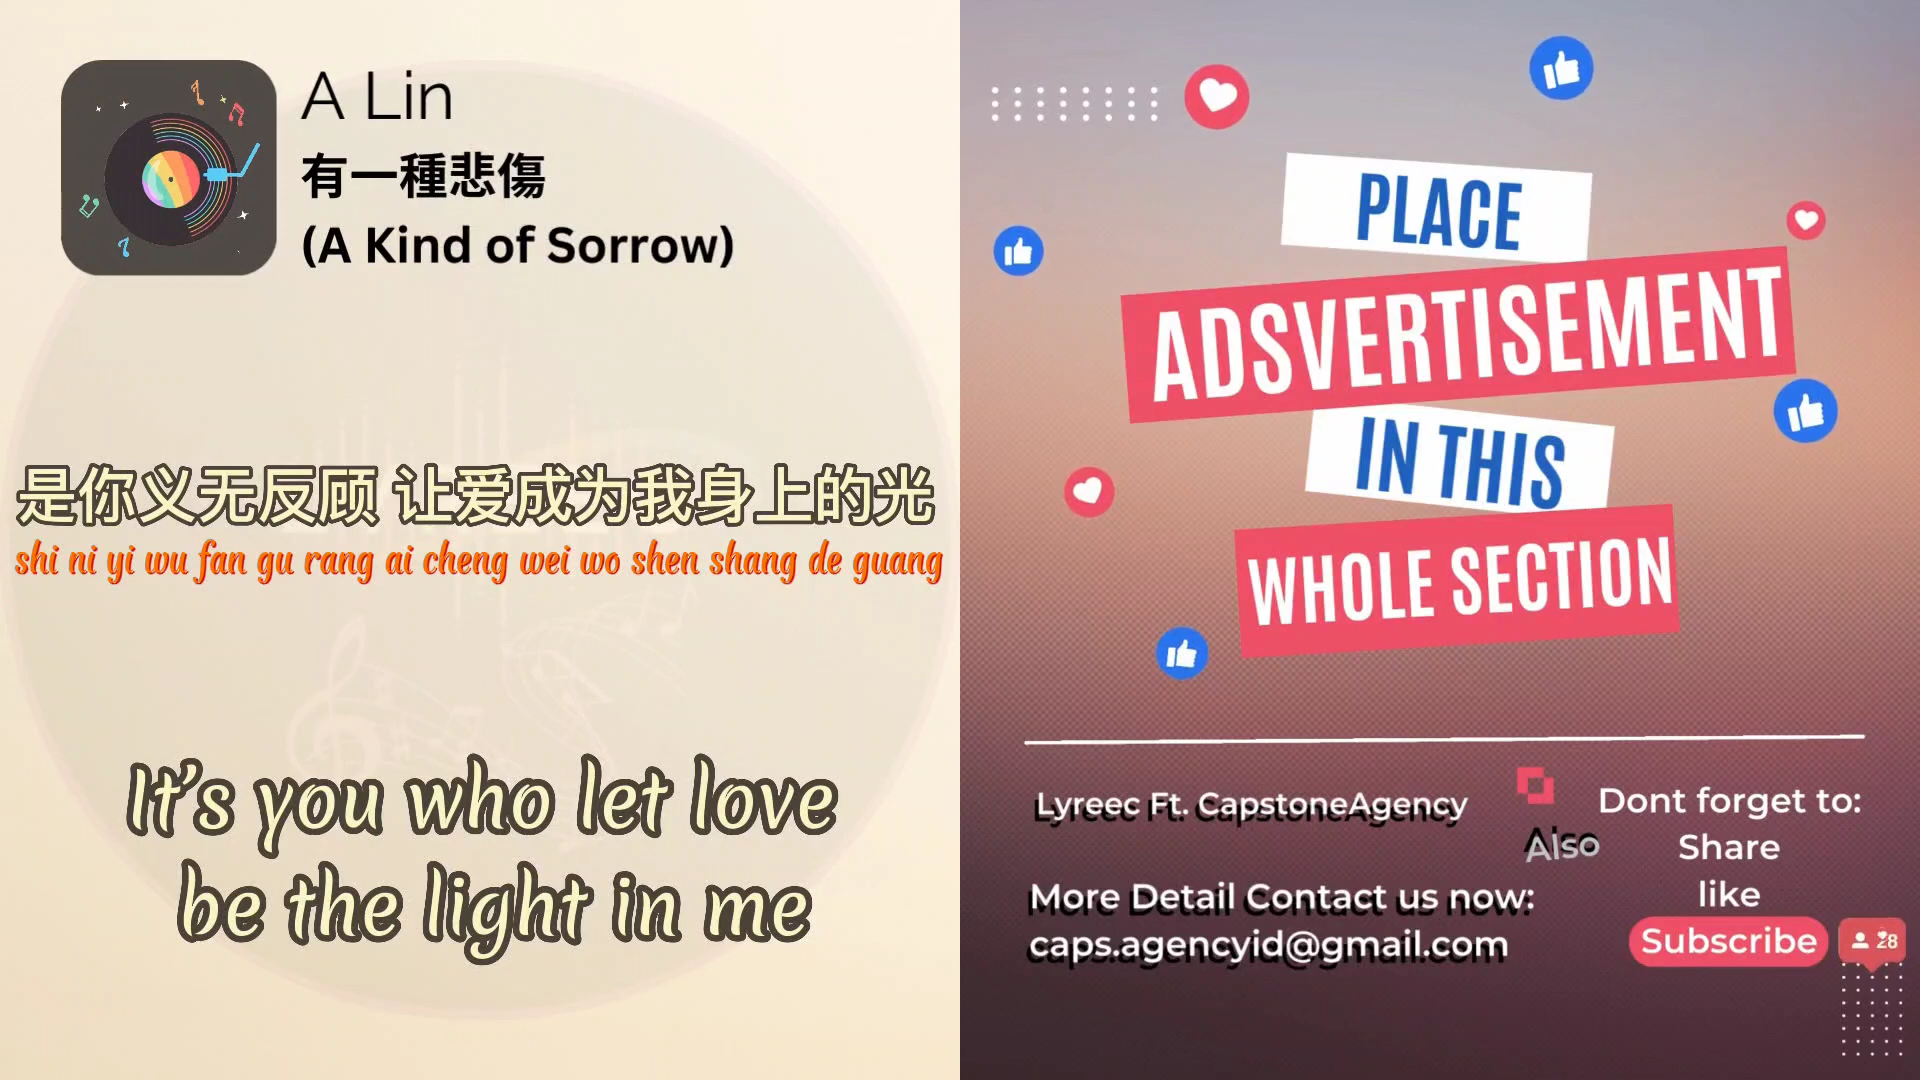 A Lin
有一種悲傷
(A Kind of Sorrow)
是你义无反顾 让爱成为我身上的光
shi ni yi wu fan gu rang ai cheng wei wo shen shang de guang
It's you who let love
be the light in me
PLACE
ADSVERTISEMENT
IN THIS
WHOLE SECTION
Lyreec Ft. CapstoneAgency
More Detail Contact us now:
caps.agencyid@gmail.com
Also
Dont forget to:
Share
like
Subscribe
28